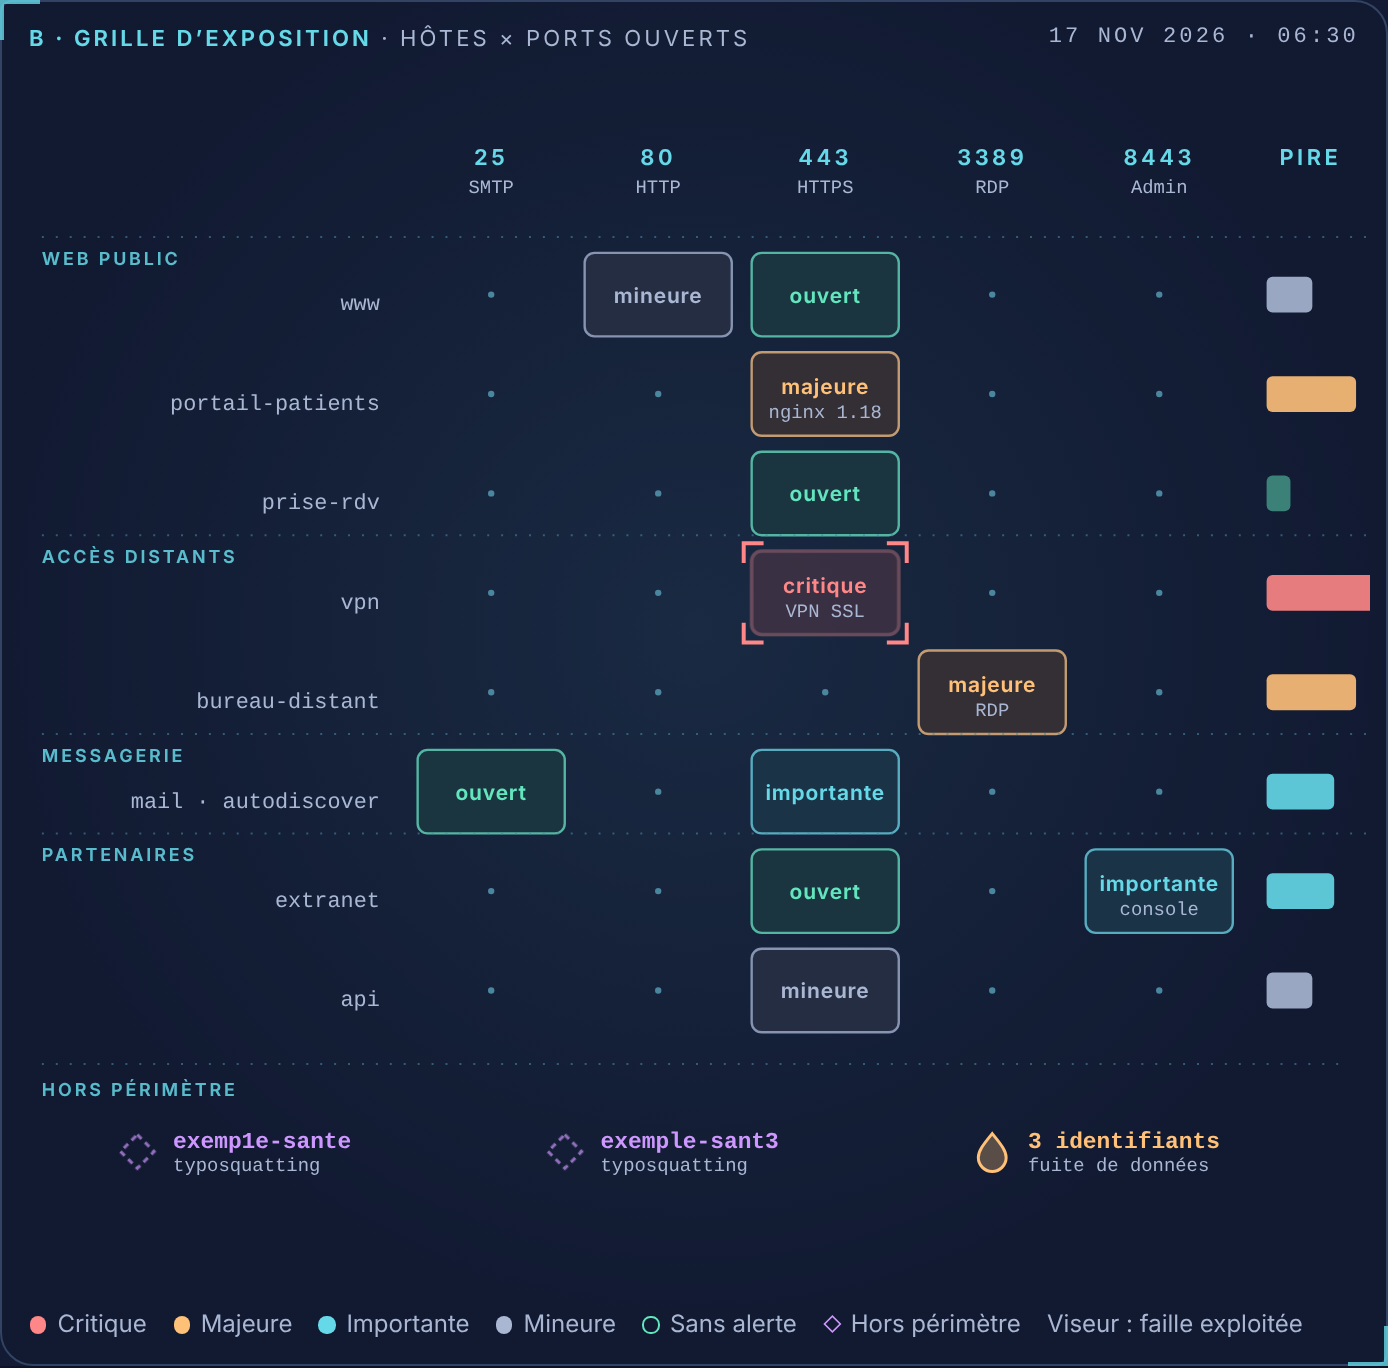 B · GRILLE D’EXPOSITION · HÔTES × PORTS OUVERTS
17 NOV 2026 · 06:30
25 80 443 3389 8443 PIRE
SMTP HTTP HTTPS RDP Admin
WEB PUBLIC
www mineure ouvert
portail-patients majeure
nginx 1.18
prise-rdv ouvert
ACCÈS DISTANTS
vpn critique
VPN SSL
bureau-distant majeure
RDP
MESSAGERIE
mail · autodiscover ouvert importante
PARTENAIRES
extranet ouvert importante
console
api mineure
HORS PÉRIMÈTRE
exemp1e-sante exemple-sant3 3 identifiants
typosquatting typosquatting fuite de données
Critique Majeure Importante Mineure Sans alerte Hors périmètre Viseur : faille exploitée